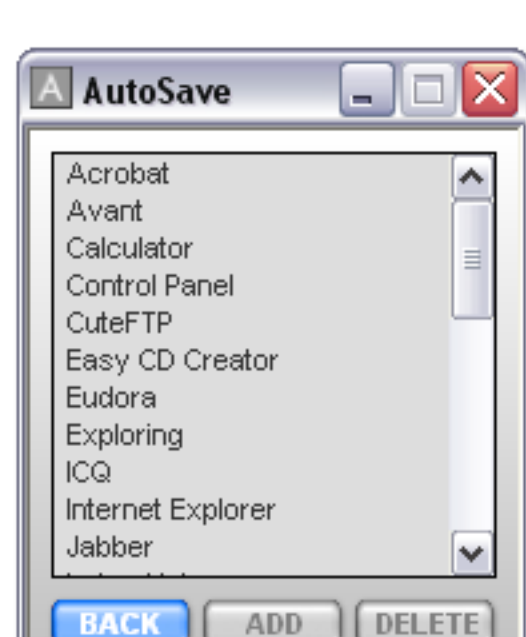 A AutoSave
Acrobat
Avant
Calculator
Control Panel
CuteFTP
Easy CD Creator
Eudora
Exploring
ICQ
Internet Explorer
Jabber
BACK ADD DELETE